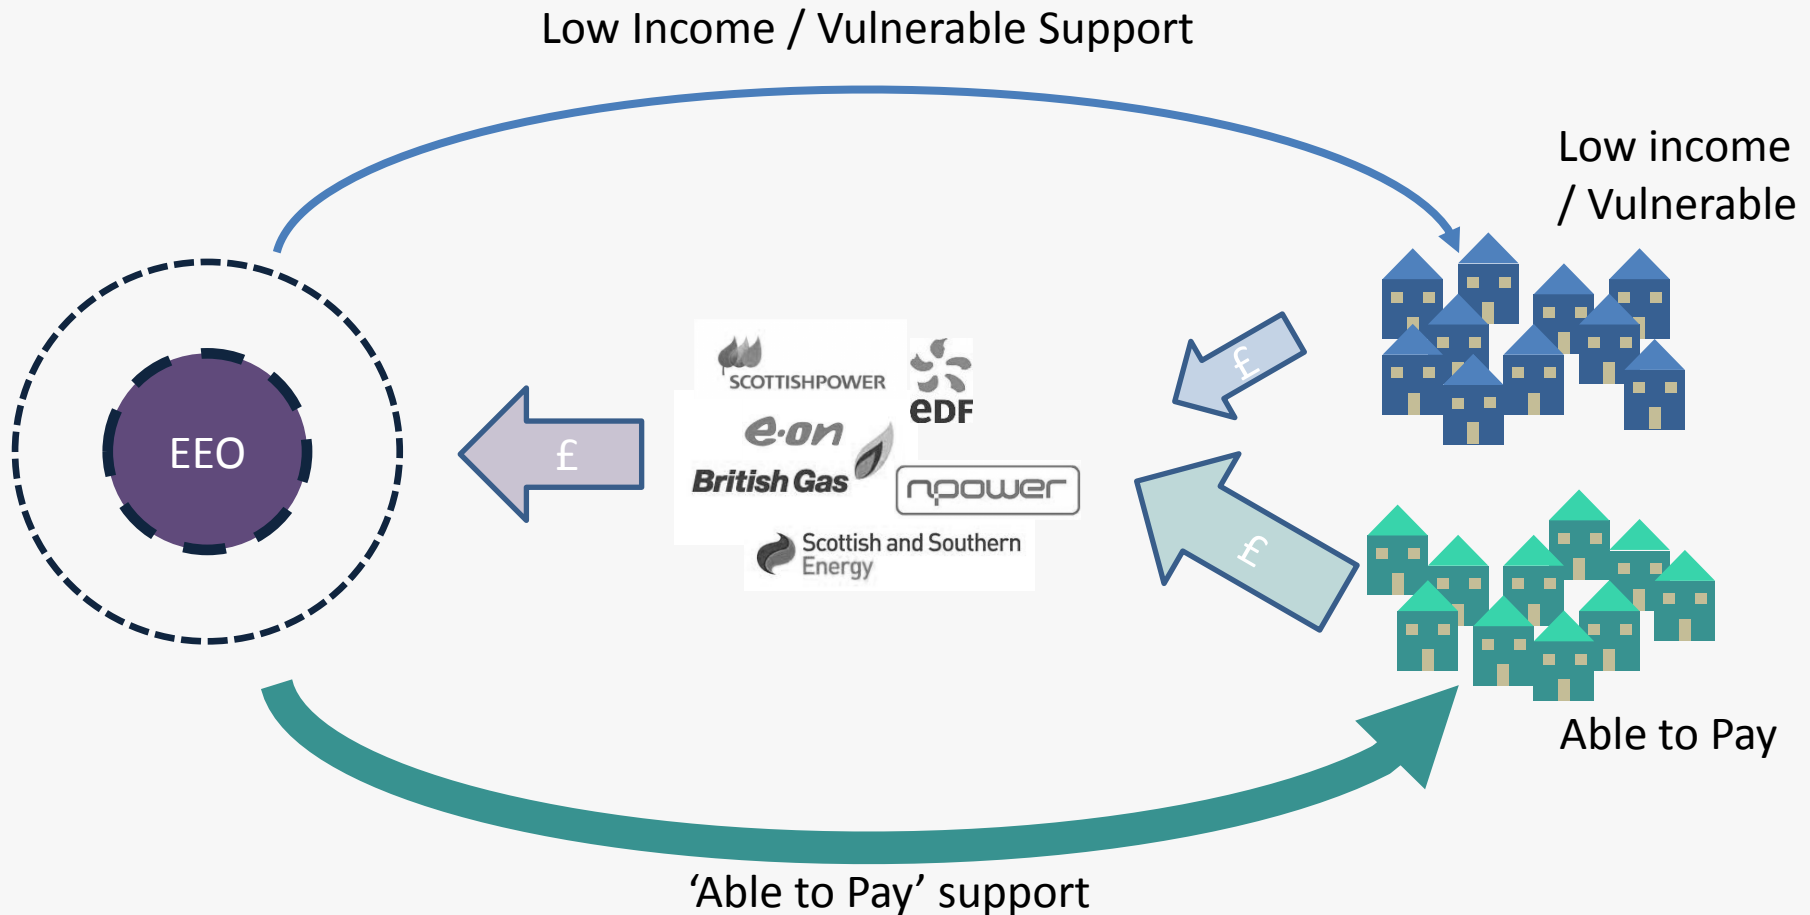 Low Income / Vulnerable Support
Low income
/ Vulnerable
SCOTTISHPOWER
eDF
£
EEO
£
e·on
British Gas
npower
£
Scottish and Southern
Energy
Able to Pay
‘Able to Pay’ support